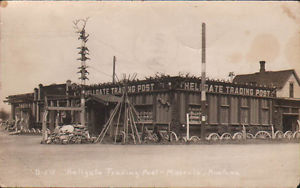 HELLGATE TRADING POST
HELLGATE TRADING POST
Hellgate Trading Post - Missoula, Montana